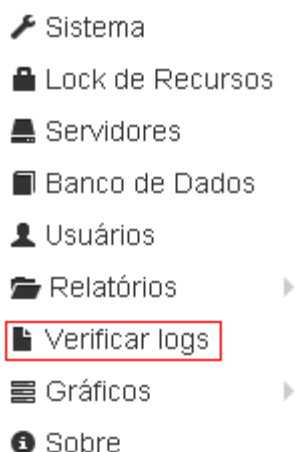 Sistema
Lock de Recursos
Servidores
Banco de Dados
Usuários
Relatórios
Verificar logs
Gráficos
Sobre